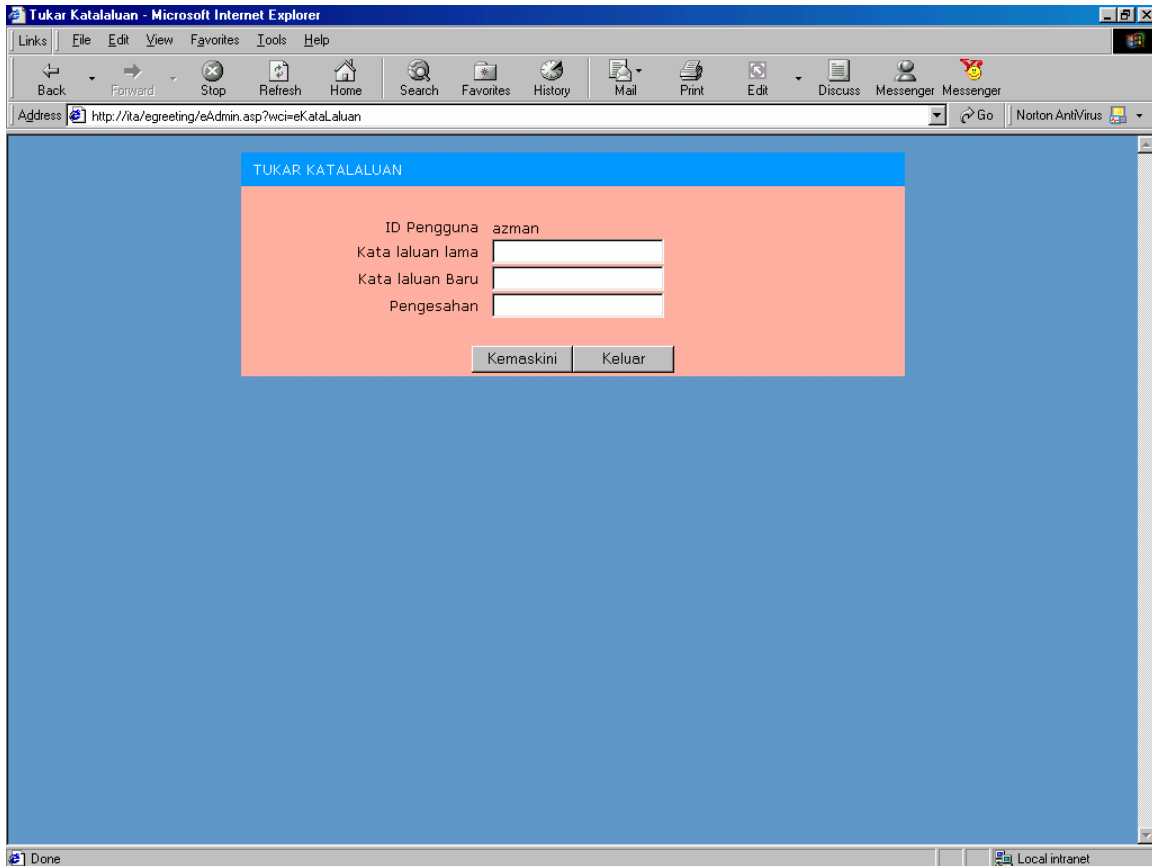 Tukar Katalaluan - Microsoft Internet Explorer
Links File Edit View Favorites Tools Help
Back Forward Stop Refresh Home Search Favorites History Mail Print Edit Discuss Messenger Messenger
Address http://ita/egreeting/eAdmin.asp?wci=eKataLaluan Go Norton AntiVirus
TUKAR KATALALUAN
ID Pengguna azman
Kata laluan lama
Kata laluan Baru
Pengesahan
Kemaskini Keluar
Done Local intranet